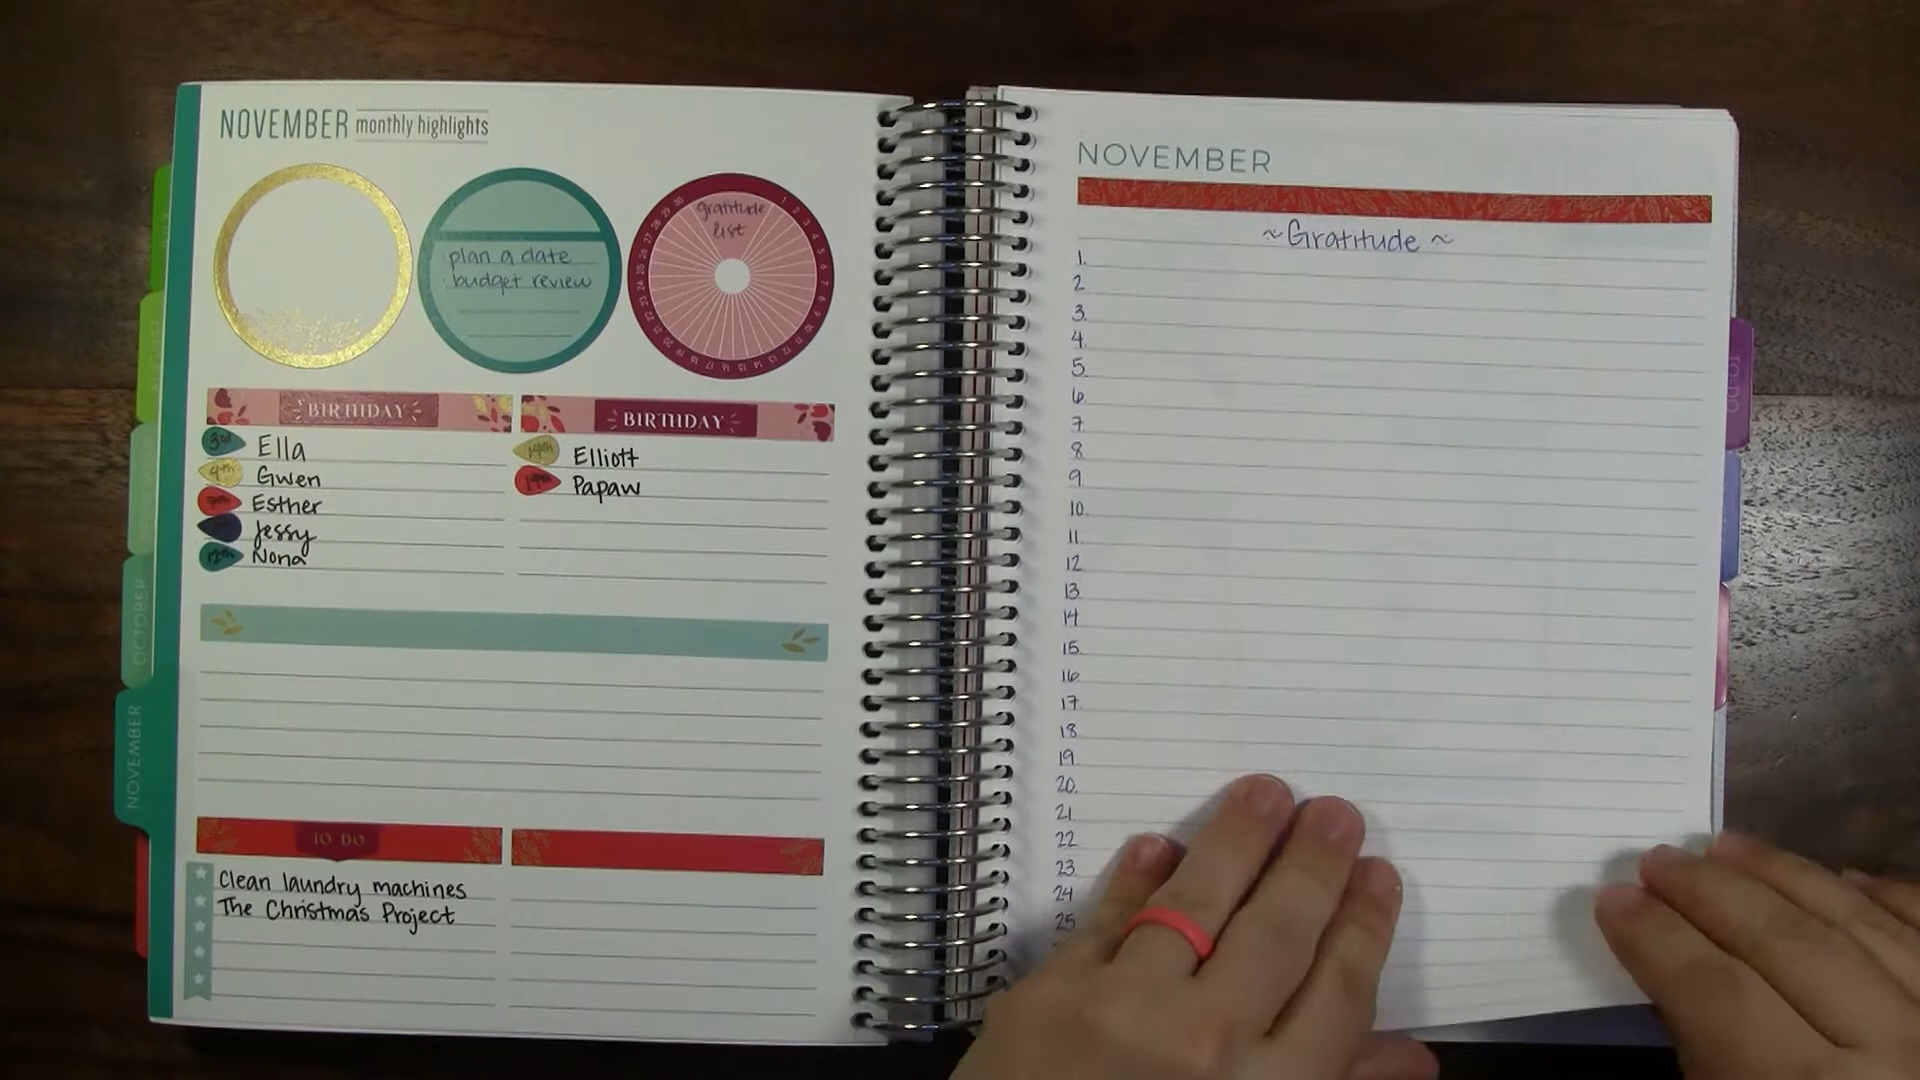 NOVEMBER monthly highlights
gratitude
list
plan a date
budget review
BIRTHDAY
3rd Ella
4th Gwen
Esther
Jessy
12th Nona
BIRTHDAY
Elliott
Papaw
TO DO
Clean laundry machines
The Christmas Project
OCTOBER
NOVEMBER
NOVEMBER
~Gratitude~
1.
2.
3.
4.
5.
6.
7.
8.
9.
10.
11.
12.
13.
14.
15.
16.
17.
18.
19.
20.
21.
22.
23.
24.
25.